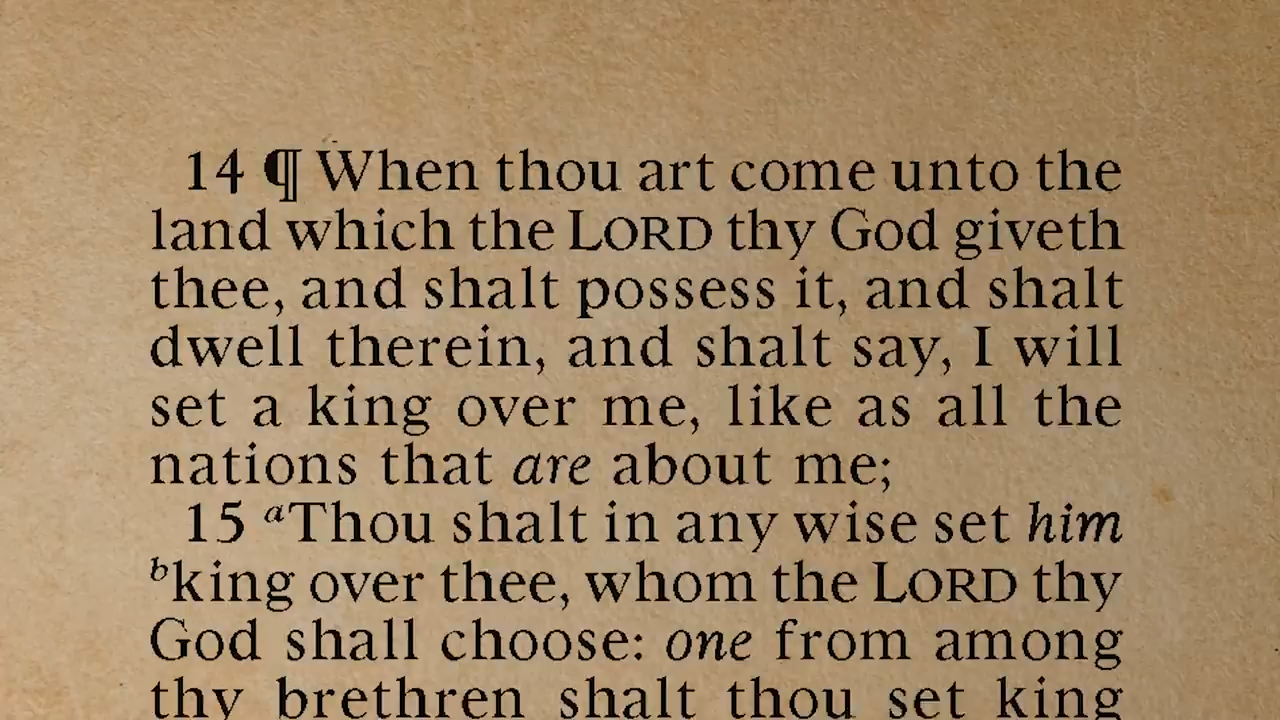 14 ¶ When thou art come unto the
land which the LORD thy God giveth
thee, and shalt possess it, and shalt
dwell therein, and shalt say, I will
set a king over me, like as all the
nations that are about me;
15 aThou shalt in any wise set him
bking over thee, whom the LORD thy
God shall choose: one from among
thy brethren shalt thou set king